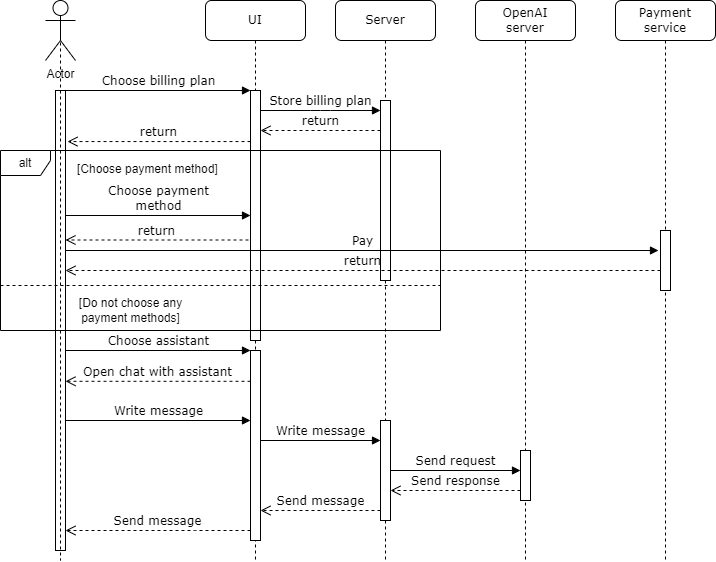 UI
Server
OpenAI
server
Payment
service
Actor
Choose billing plan
Store billing plan
return
return
alt
[Choose payment method]
Choose payment
method
return
Pay
return
[Do not choose any
payment methods]
Choose assistant
Open chat with assistant
Write message
Write message
Send request
Send response
Send message
Send message